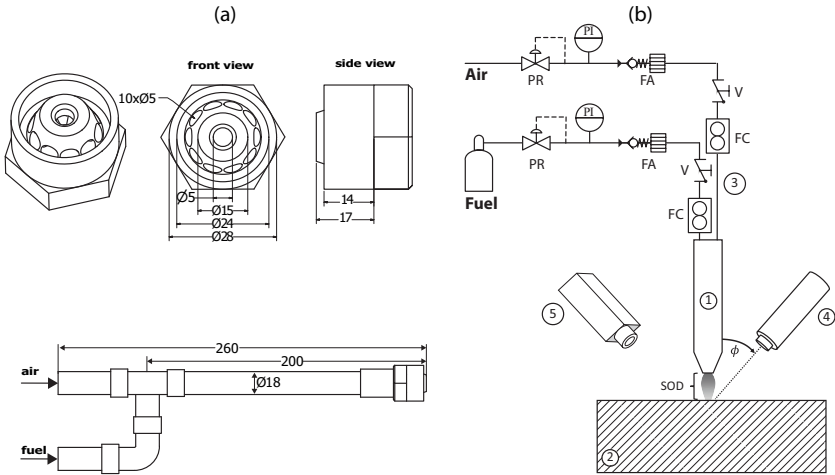 (a)
front view
side view
10xØ5
Ø5
Ø15
Ø24
Ø28
14
17
260
200
air
Ø18
fuel
(b)
PI
Air
PR
FA
V
PI
FC
PR
FA
V
3
Fuel
FC
5
1
4
ϕ
SOD
2